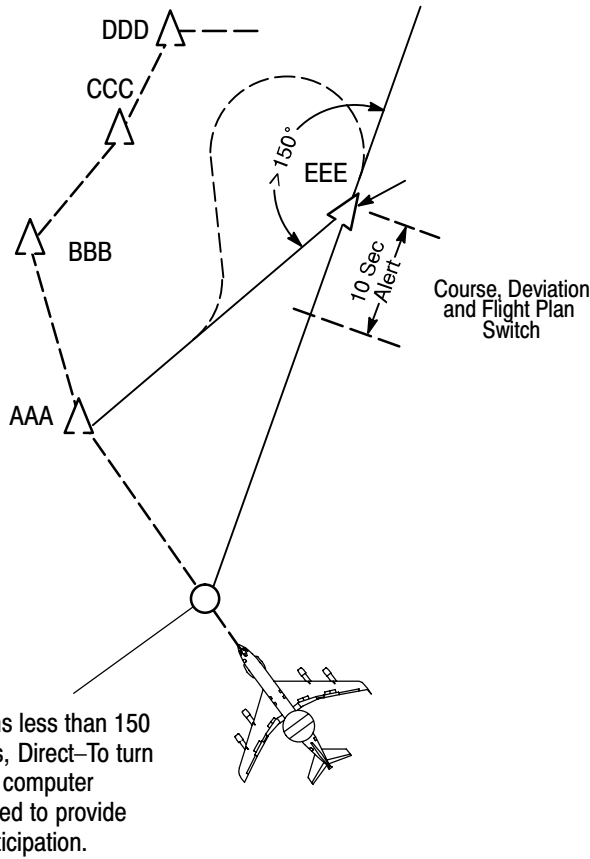 DDD
CCC
> 150°
EEE
BBB
10 Sec
Alert
Course, Deviation
and Flight Plan
Switch
AAA
less than 150
Direct–To turn
computer
ed to provide
ticipation.